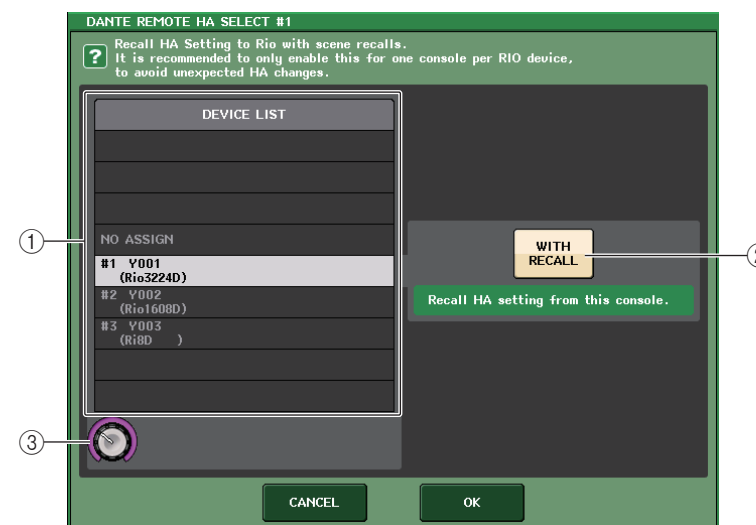 DANTE REMOTE HA SELECT #1
? Recall HA Setting to Rio with scene recalls.
It is recommended to only enable this for one console per RIO device,
to avoid unexpected HA changes.
DEVICE LIST
NO ASSIGN
#1 Y001
(Rio3224D)
#2 Y002
(Rio1608D)
#3 Y003
(Ri8D )
WITH
RECALL
Recall HA setting from this console.
CANCEL
OK
①
③